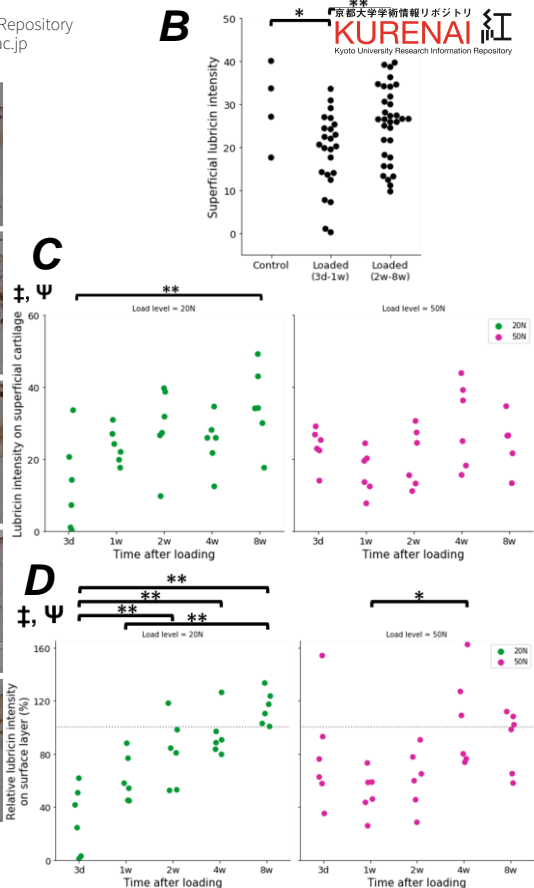 Repository
ac.jp
京都大学学術情報リポジトリ
KURENAI 紅
Kyoto University Research Information Repository
B
* **
50
40
30
20
10
0
Superficial lubricin intensity
Control
Loaded
(3d-1w)
Loaded
(2w-8w)
C
‡, Ψ
**
Load level = 20N
Load level = 50N
20N
50N
60
40
20
0
Lubricin intensity on superficial cartilage
3d 1w 2w 4w 8w
3d 1w 2w 4w 8w
Time after loading
Time after loading
D
‡, Ψ
**
**
**
**
*
Load level = 20N
Load level = 50N
20N
50N
160
120
80
40
0
Relative lubricin intensity
on surface layer (%)
3d 1w 2w 4w 8w
3d 1w 2w 4w 8w
Time after loading
Time after loading